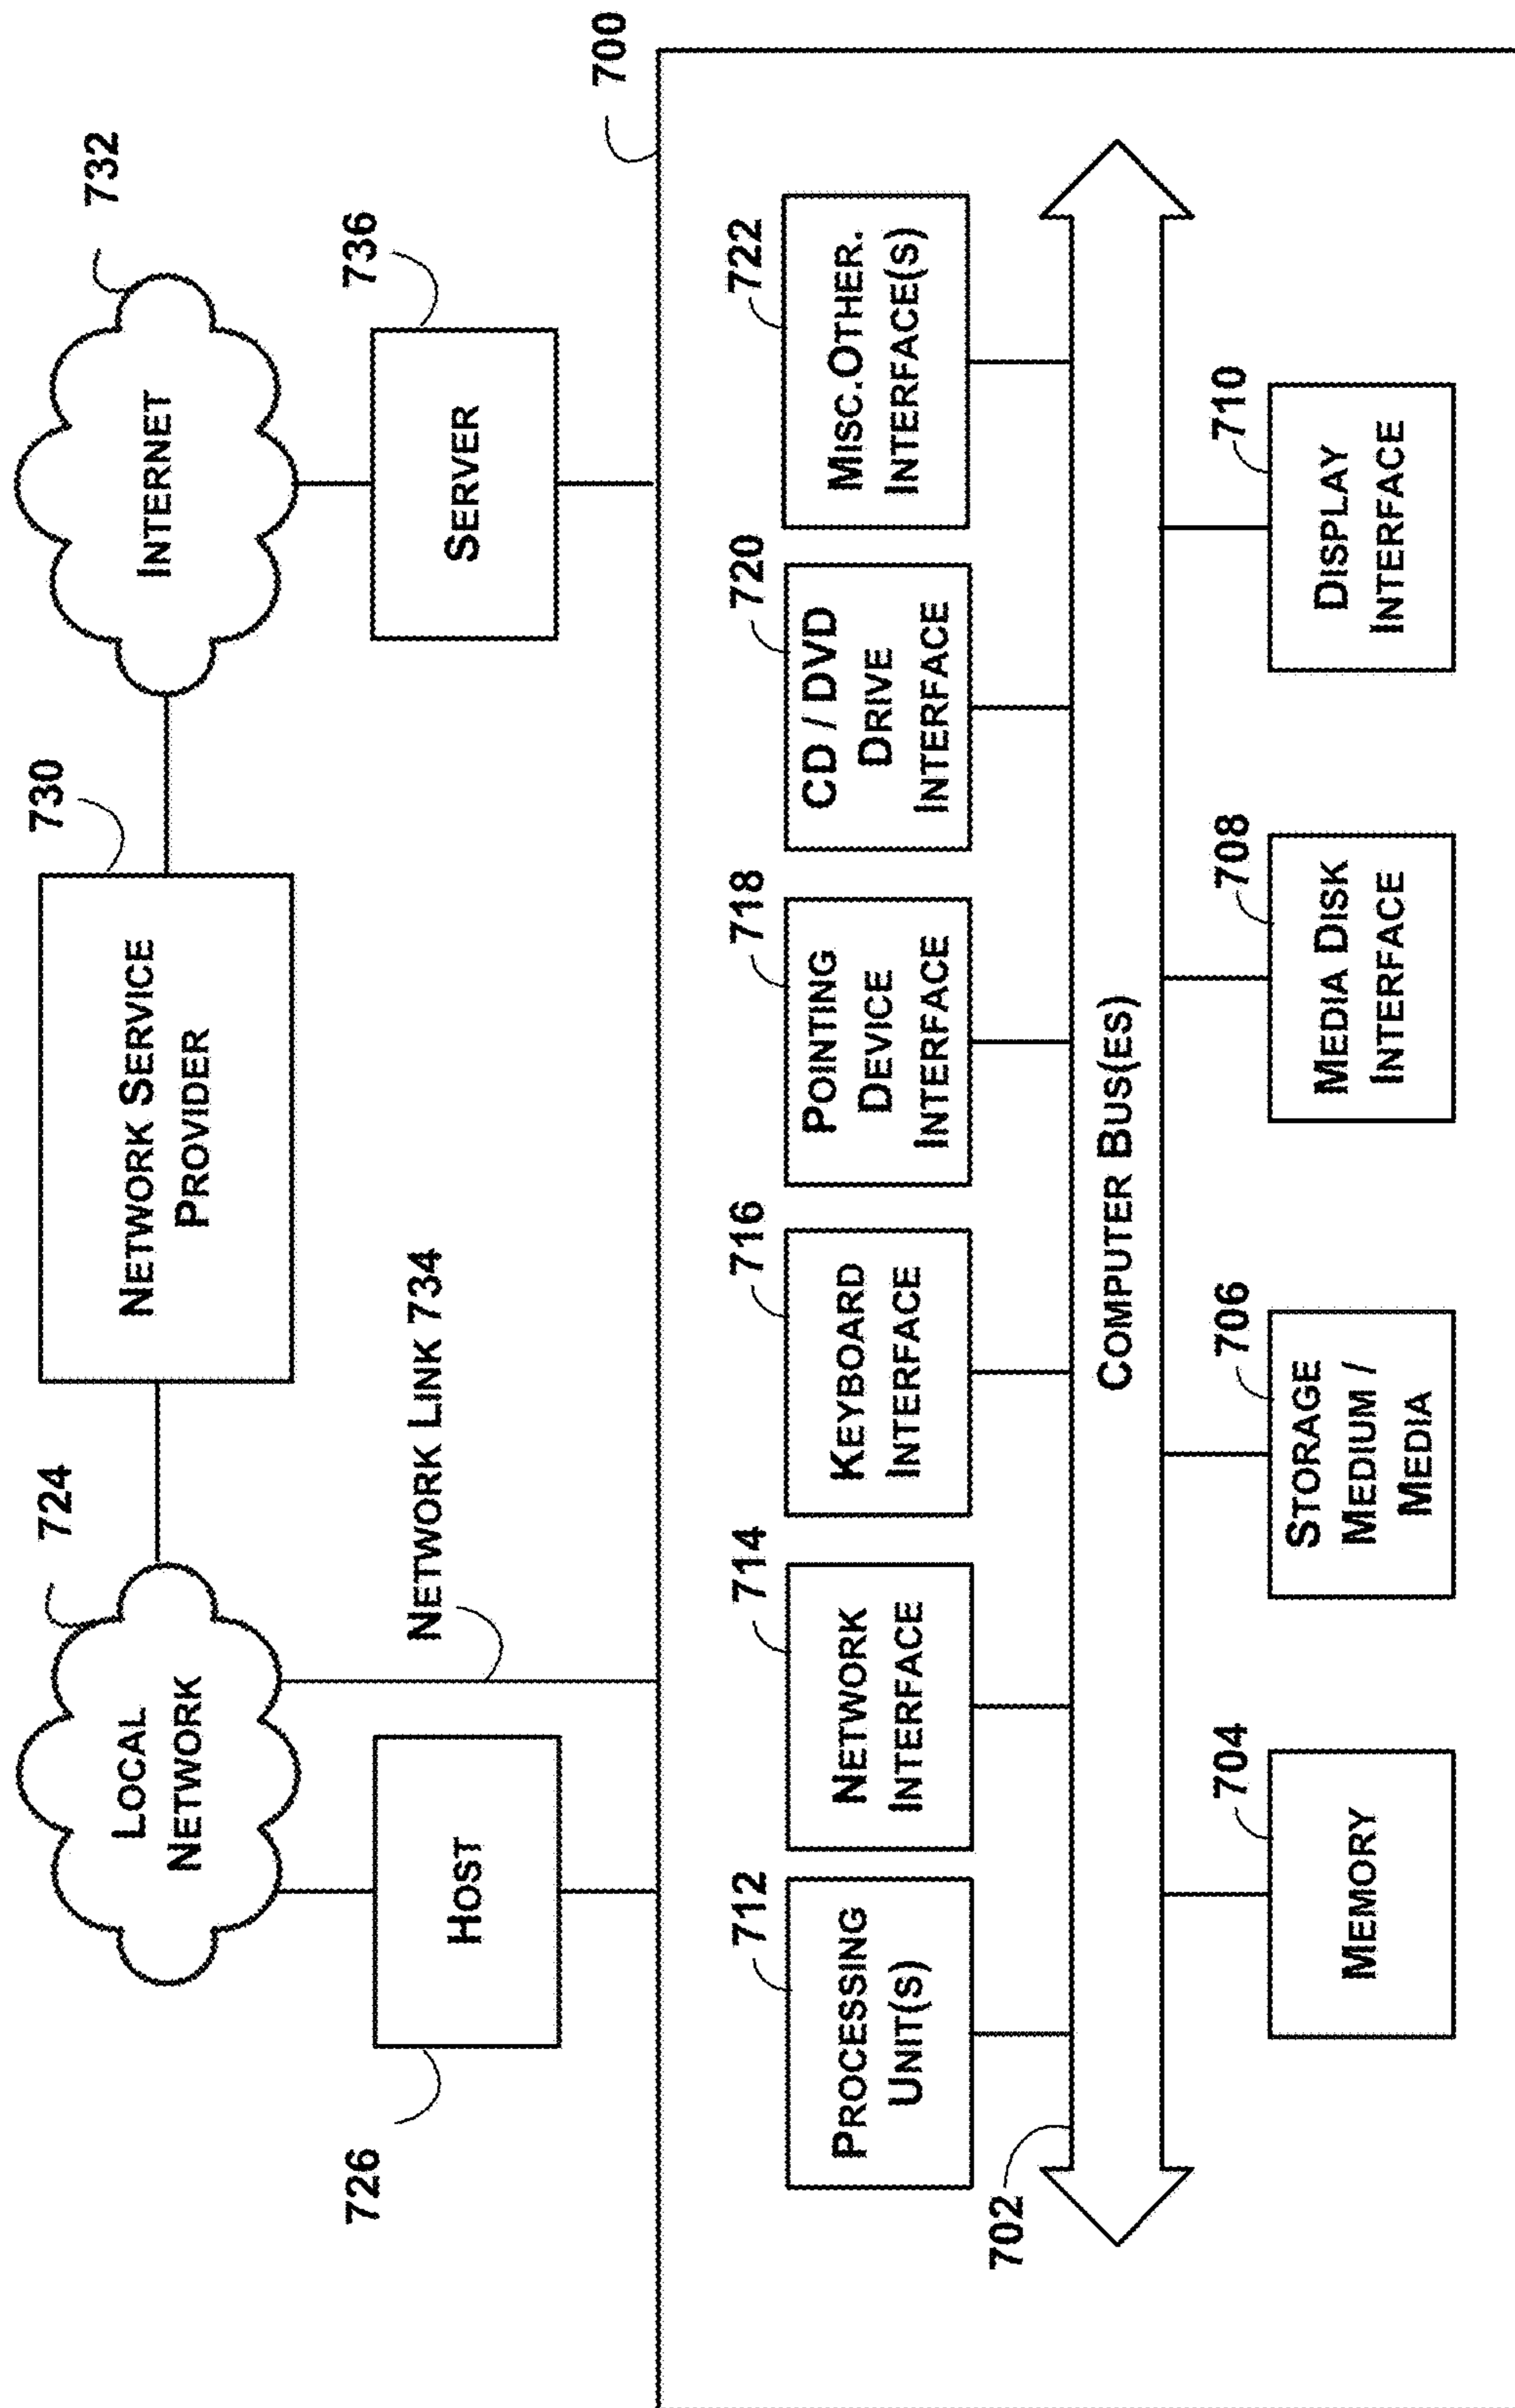 724
LOCAL
NETWORK
730
NETWORK SERVICE
PROVIDER
732
INTERNET
726
HOST
NETWORK LINK 734
736
SERVER
700
712
PROCESSING
UNIT(S)
714
NETWORK
INTERFACE
716
KEYBOARD
INTERFACE
718
POINTING
DEVICE
INTERFACE
720
CD / DVD
DRIVE
INTERFACE
722
MISC.OTHER.
INTERFACE(S)
702
COMPUTER BUS(ES)
704
MEMORY
706
STORAGE
MEDIUM /
MEDIA
708
MEDIA DISK
INTERFACE
710
DISPLAY
INTERFACE